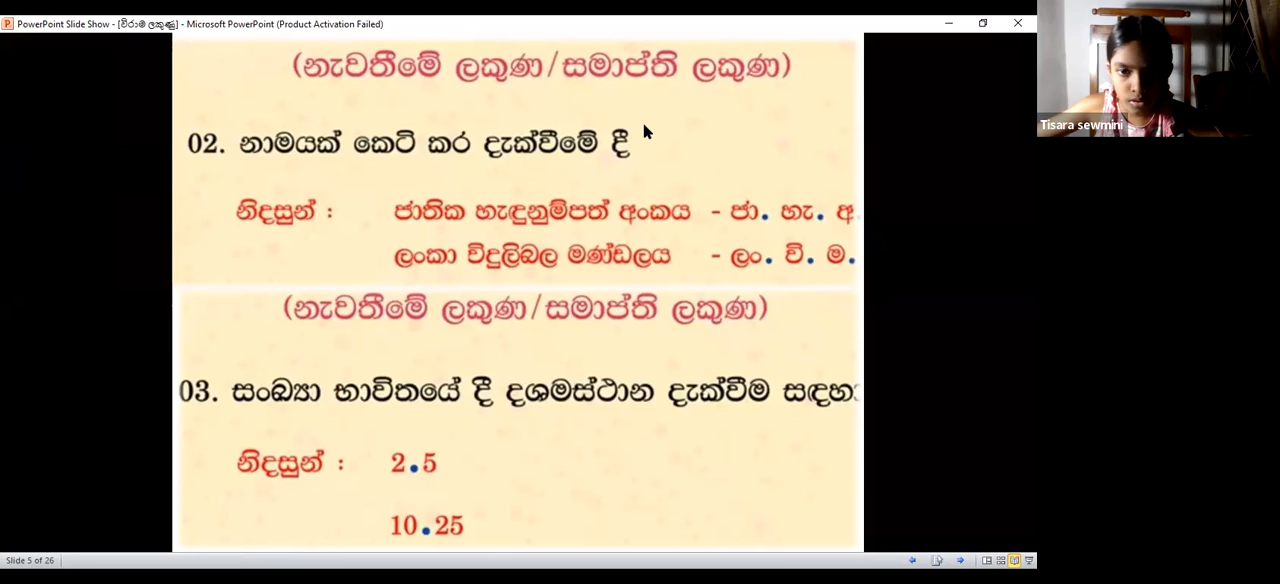 PowerPoint Slide Show - [විරාම ලකුණු] - Microsoft PowerPoint (Product Activation Failed)
(නැවතීමේ ලකුණ/සමාප්ති ලකුණ)
02. නාමයක් කෙටි කර දැක්වීමේ දී
නිදසුන් : ජාතික හැඳුනුම්පත් අංකය - ජා. හැ. අ
ලංකා විදුලිබල මණ්ඩලය - ලං. වි. ම.
(නැවතීමේ ලකුණ/සමාප්ති ලකුණ)
03. සංඛ්‍යා භාවිතයේ දී දශමස්ථාන දැක්වීම සඳහා
නිදසුන් : 2.5
10.25
Slide 5 of 26
Tisara sewmini